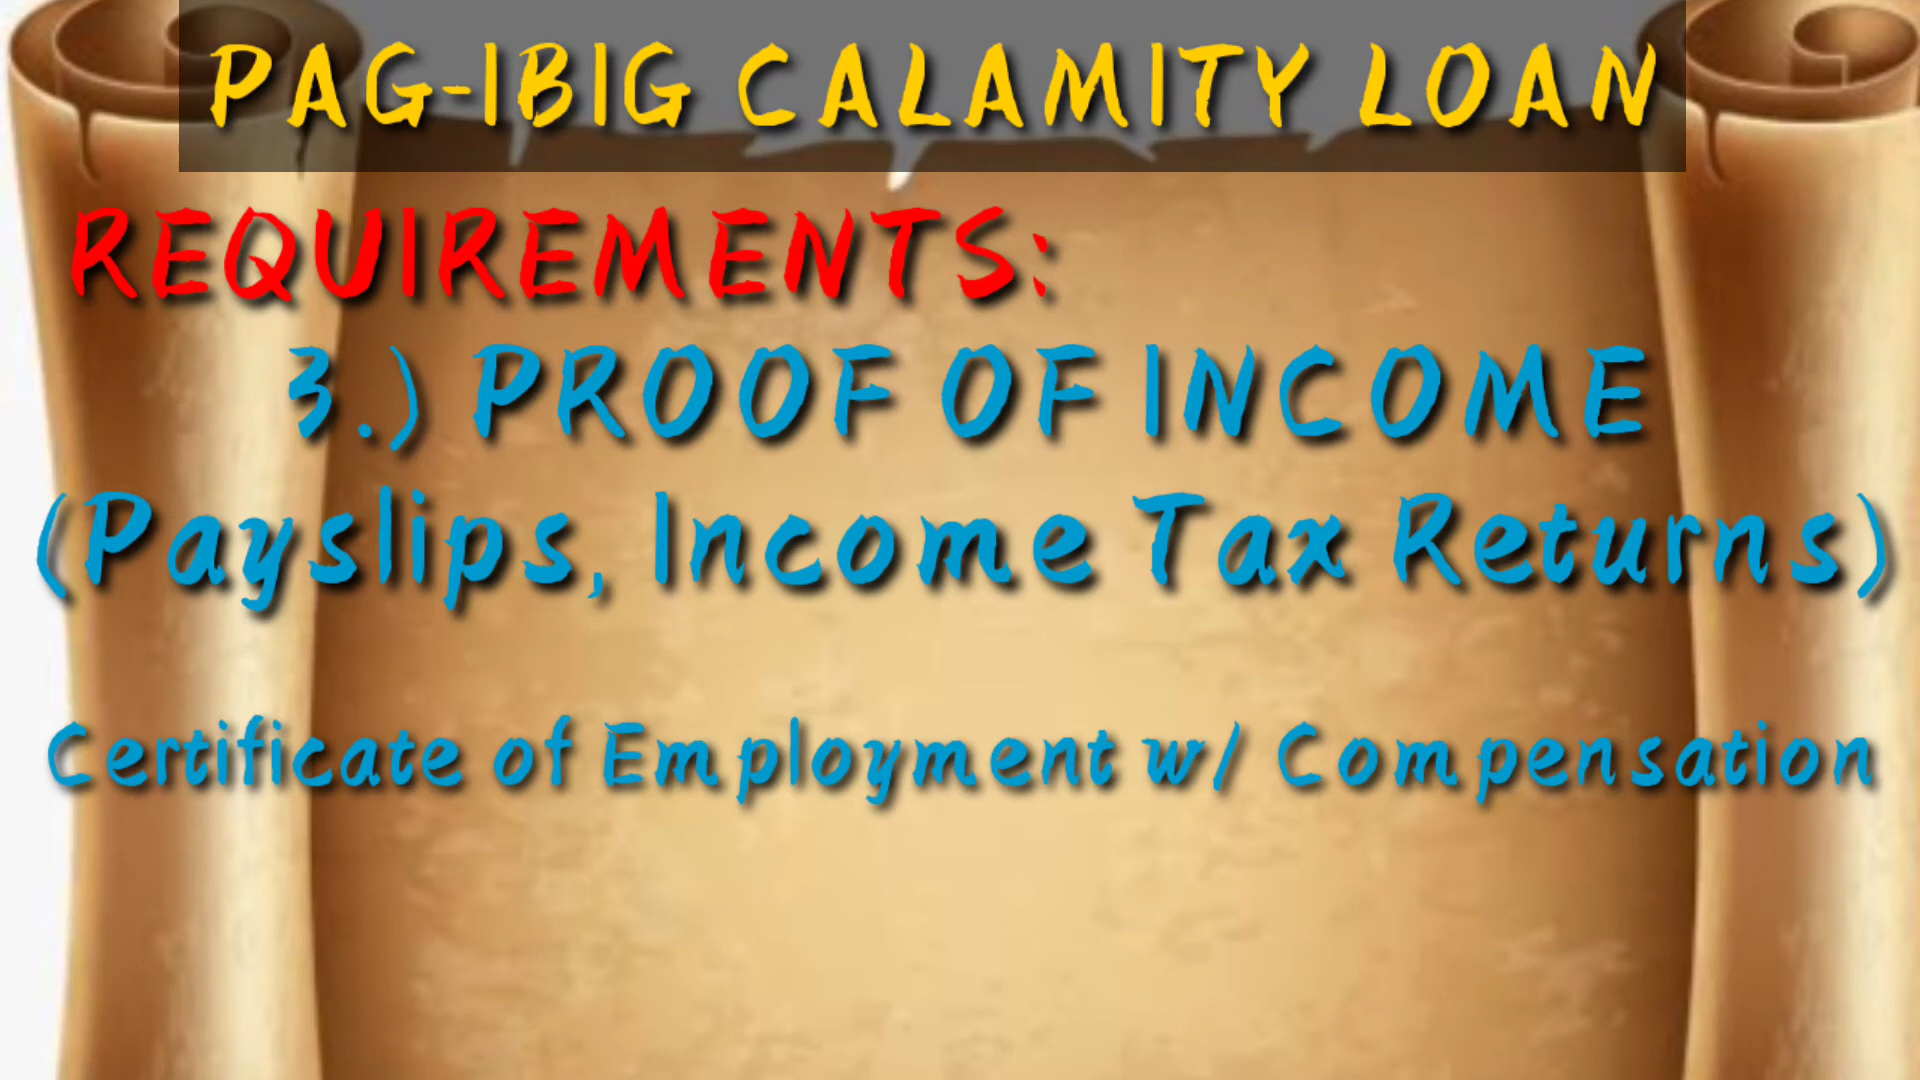 PAG-IBIG CALAMITY LOAN
REQUIREMENTS:
3.) PROOF OF INCOME
(Payslips, Income Tax Returns)
Certificate of Employment w/ Compensation